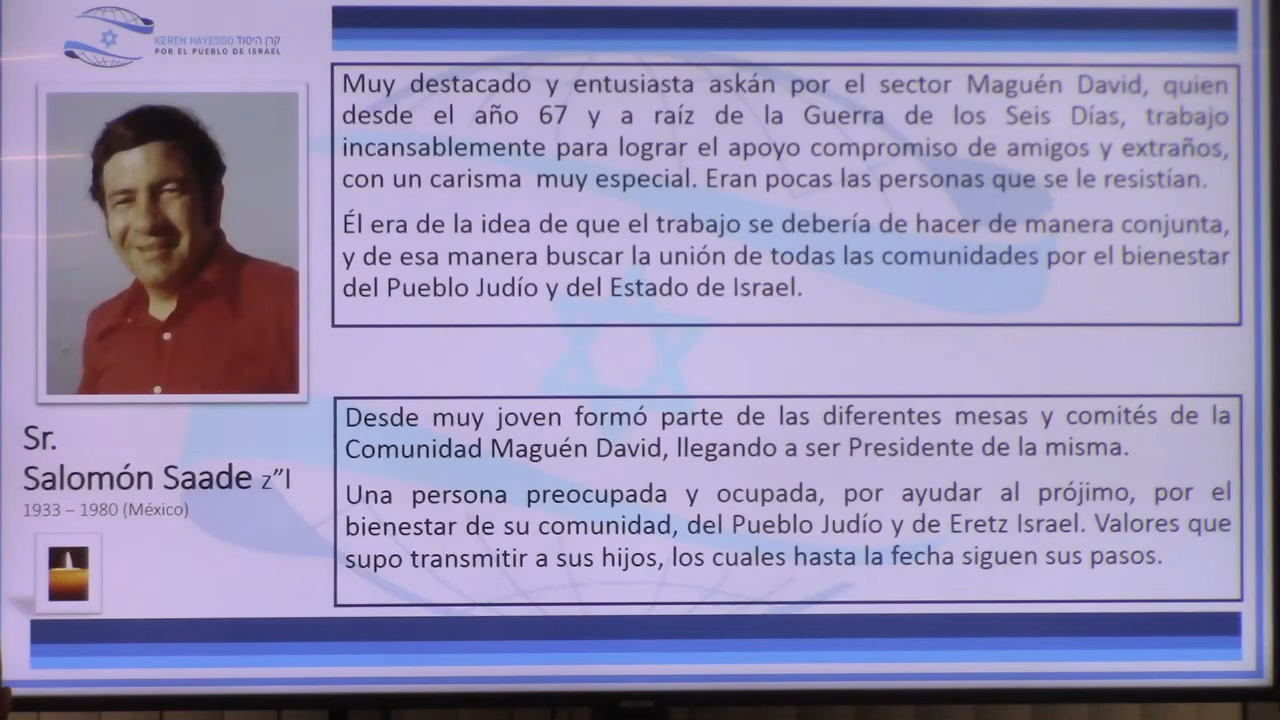 KEREN HAYESOD קרן היסוד
POR EL PUEBLO DE ISRAEL
Muy destacado y entusiasta askán por el sector Maguén David, quien
desde el año 67 y a raíz de la Guerra de los Seis Días, trabajo
incansablemente para lograr el apoyo compromiso de amigos y extraños,
con un carisma muy especial. Eran pocas las personas que se le resistían.
Él era de la idea de que el trabajo se debería de hacer de manera conjunta,
y de esa manera buscar la unión de todas las comunidades por el bienestar
del Pueblo Judío y del Estado de Israel.
Sr.
Salomón Saade z”l
1933 – 1980 (México)
Desde muy joven formó parte de las diferentes mesas y comités de la
Comunidad Maguén David, llegando a ser Presidente de la misma.
Una persona preocupada y ocupada, por ayudar al prójimo, por el
bienestar de su comunidad, del Pueblo Judío y de Eretz Israel. Valores que
supo transmitir a sus hijos, los cuales hasta la fecha siguen sus pasos.